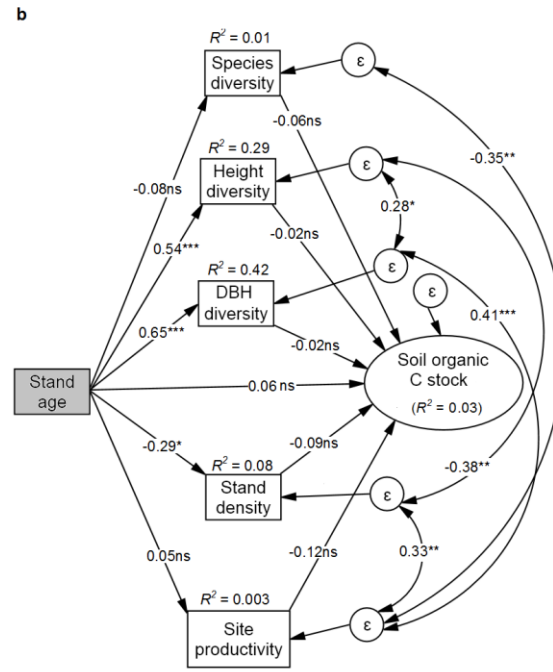 b
R² = 0.01
Species
diversity
ε
-0.06ns
-0.35**
R² = 0.29
Height
diversity
ε
-0.08ns
0.28*
0.54***
-0.02ns
R² = 0.42
DBH
diversity
ε
ε
0.65***
-0.02ns
0.41***
Soil organic
C stock
(R² = 0.03)
Stand
age
0.06 ns
-0.29*
-0.09ns
-0.38**
R² = 0.08
Stand
density
ε
0.05ns
-0.12ns
0.33**
R² = 0.003
Site
productivity
ε